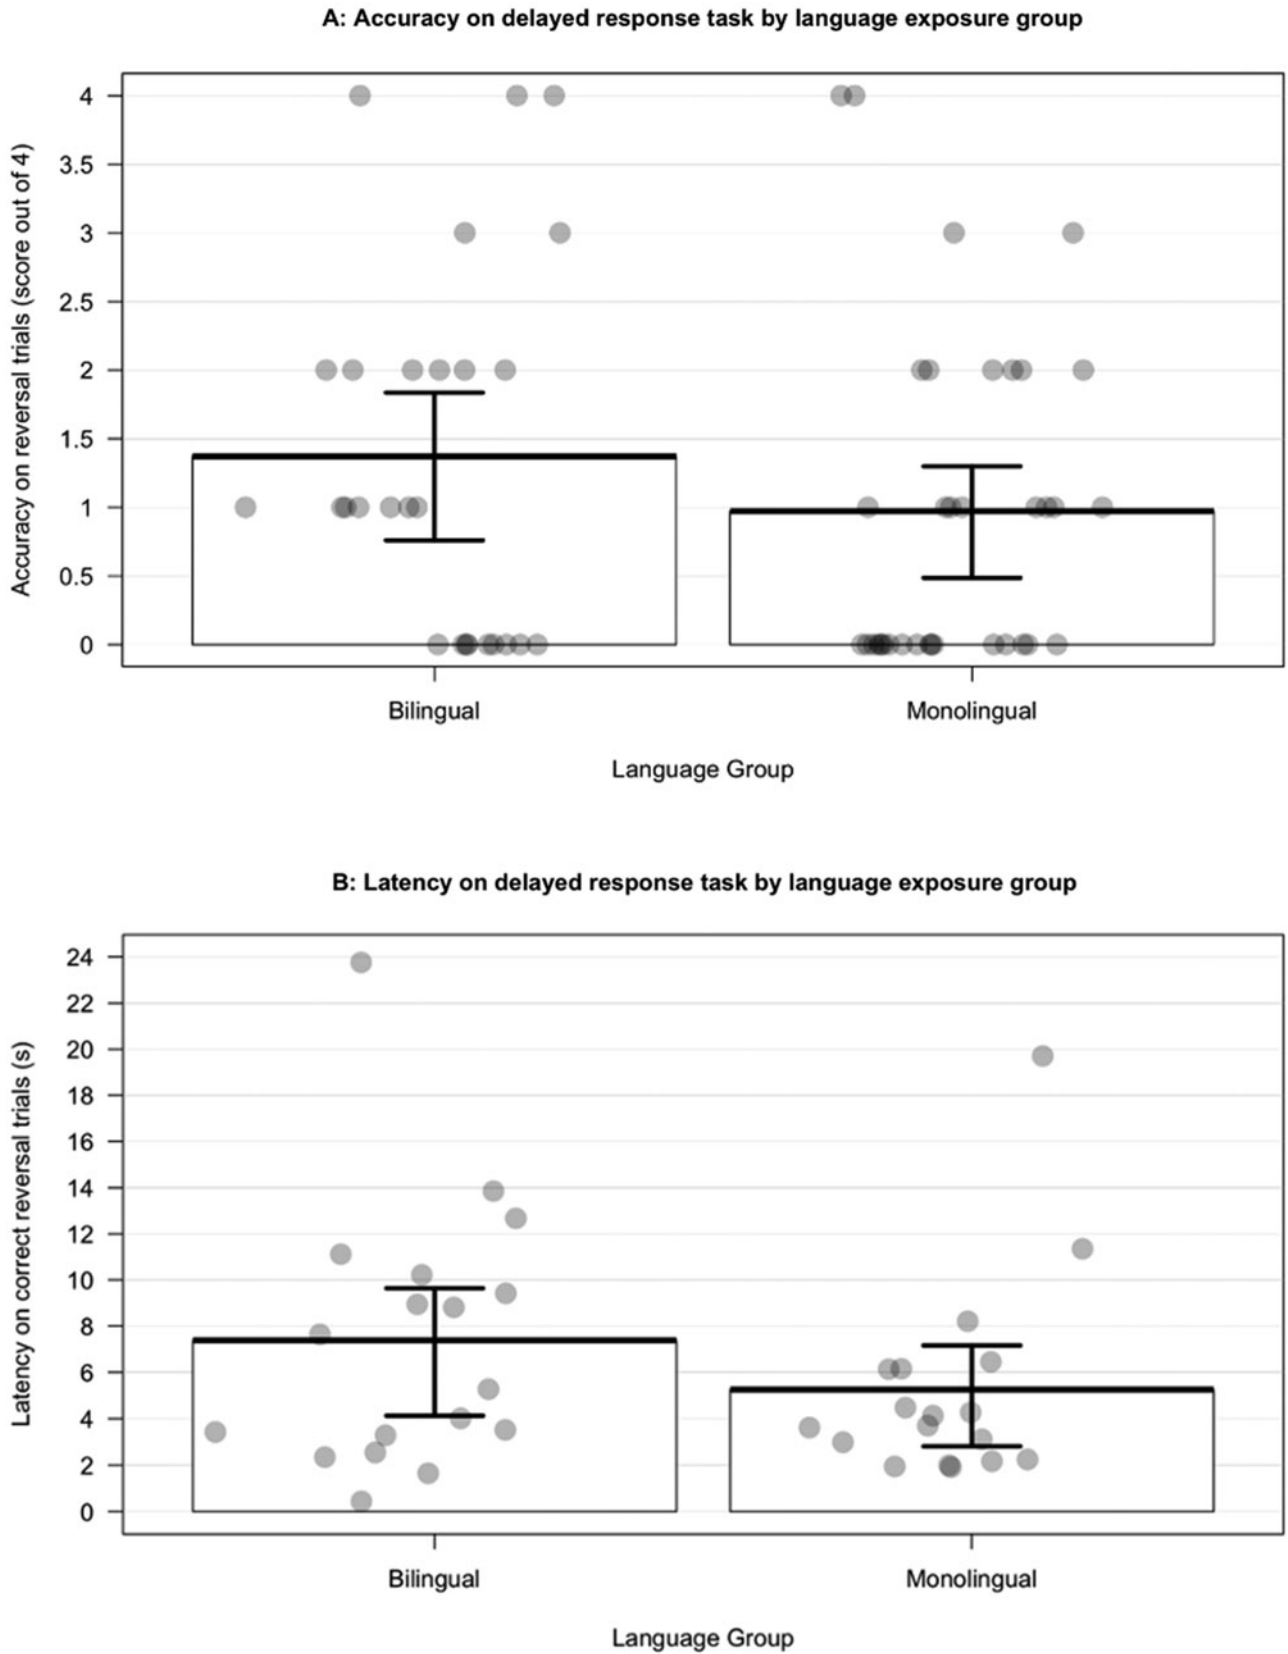 A: Accuracy on delayed response task by language exposure group
Accuracy on reversal trials (score out of 4)
4
3.5
3
2.5
2
1.5
1
0.5
0
Bilingual
Monolingual
Language Group
B: Latency on delayed response task by language exposure group
Latency on correct reversal trials (s)
24
22
20
18
16
14
12
10
8
6
4
2
0
Bilingual
Monolingual
Language Group